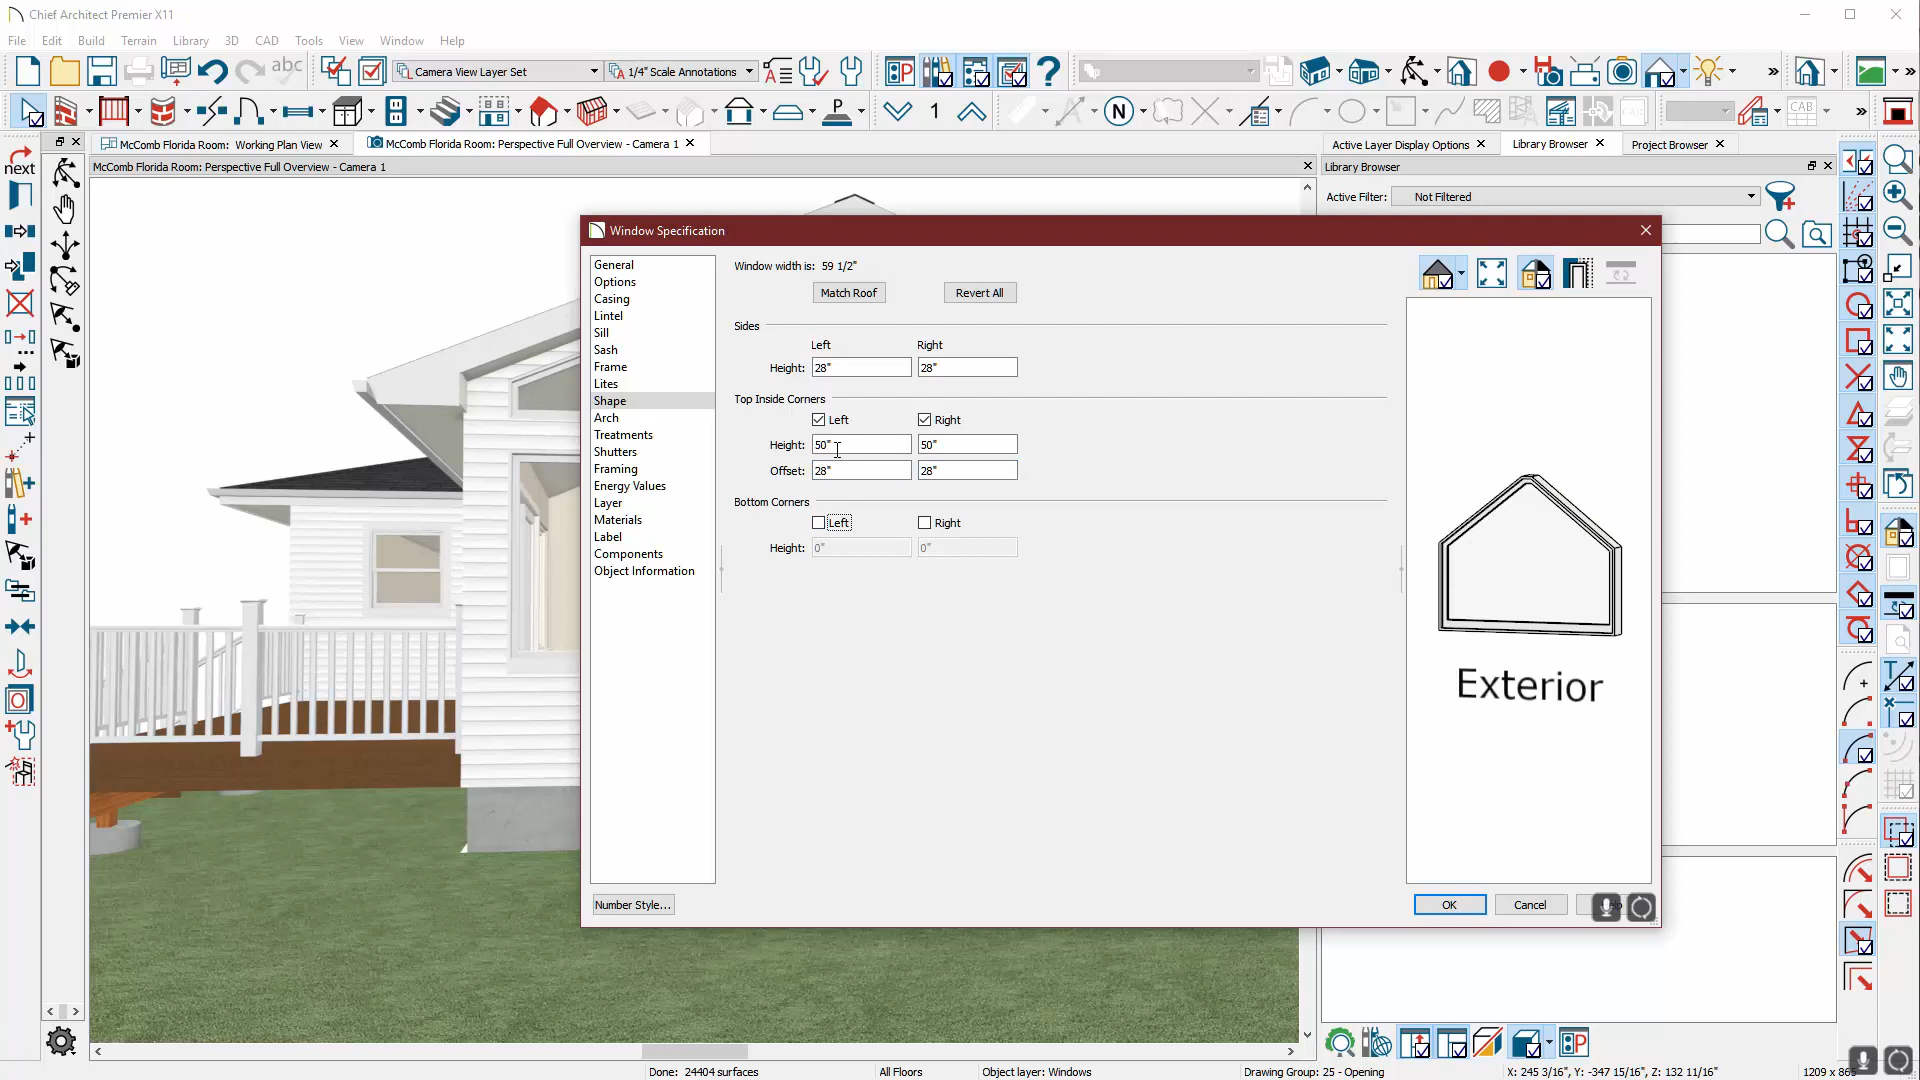 Chief Architect Premier X11
File Edit Build Terrain Library 3D CAD Tools View Window Help
abc Camera View Layer Set 1/4" Scale Annotations
1 N P CAB
McComb Florida Room: Working Plan View McComb Florida Room: Perspective Full Overview - Camera 1 Active Layer Display Options Library Browser Project Browser
McComb Florida Room: Perspective Full Overview - Camera 1 Library Browser
next
Active Filter: Not Filtered
Window Specification
General
Options
Casing
Lintel
Sill
Sash
Frame
Lites
Shape
Arch
Treatments
Shutters
Framing
Energy Values
Layer
Materials
Label
Components
Object Information
Window width is: 59 1/2"
Match Roof Revert All
Sides
Left Right
Height: 28" 28"
Top Inside Corners
Left Right
Height: 50" 50"
Offset: 28" 28"
Bottom Corners
Left Right
Height: 0" 0"
Exterior
Number Style... OK Cancel
Done: 24404 surfaces All Floors Object layer: Windows Drawing Group: 25 - Opening X: 245 3/16", Y: -347 15/16", Z: 132 11/16" 1209 x 865